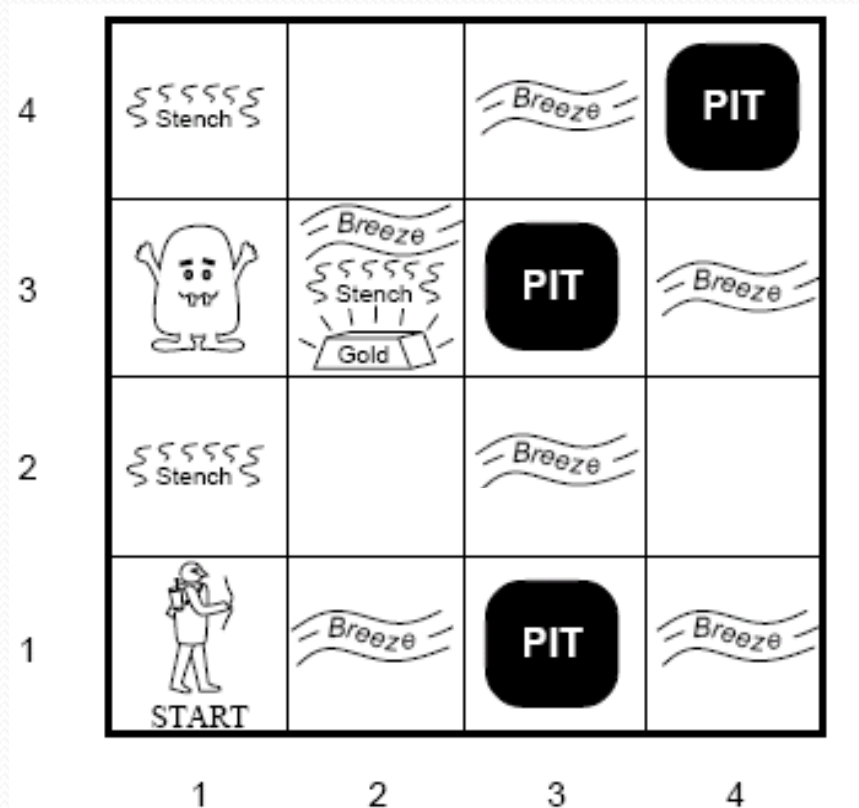 4
Stench
Breeze
PIT
3
Breeze
Stench
Gold
PIT
Breeze
2
Stench
Breeze
1
START
Breeze
PIT
Breeze
1 2 3 4